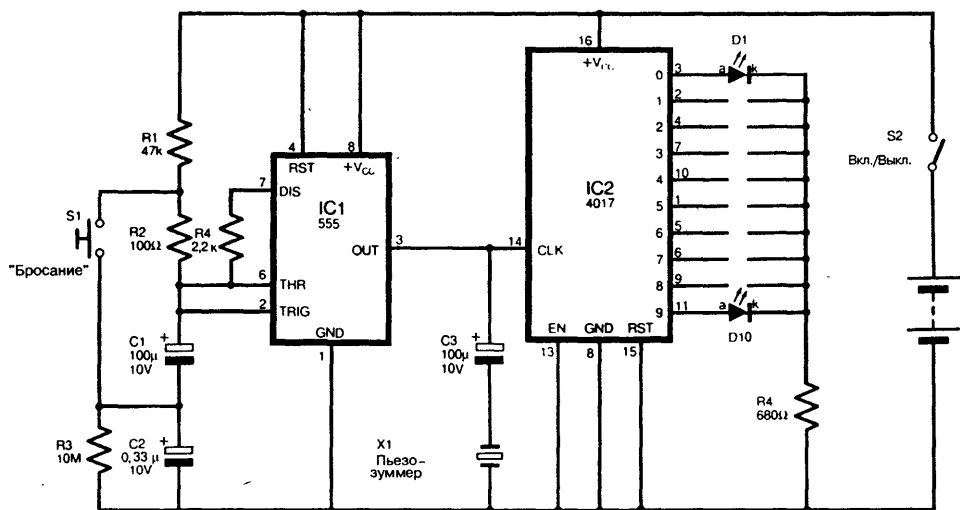 R1
47k
S1
"Бросание"
R2
100Ω
R4
2,2 к
C1
+
100µ
10V
R3
10M
C2
+
0,33 µ
10V
4
8
RST
+Vcc
7
DIS
IC1
555
OUT
3
6
THR
2
TRIG
GND
1
C3
+
100µ
10V
X1
Пьезо-
зуммер
16
+Vcc
IC2
4017
14
CLK
EN
GND
RST
13
8
15
0
3
1
2
2
4
3
7
4
10
5
1
6
5
7
6
8
9
9
11
D1
a
k
a
k
D10
R4
680Ω
S2
Вкл./Выкл.